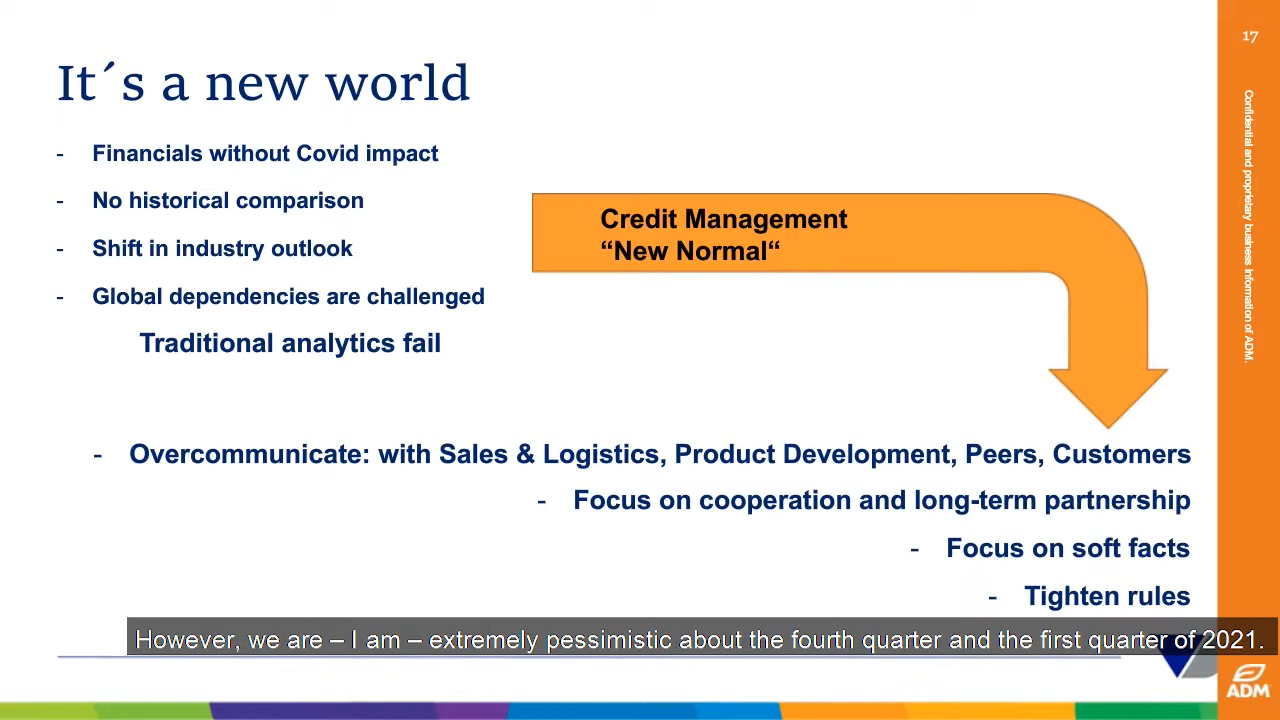 17
It´s a new world
- Financials without Covid impact
- No historical comparison
- Shift in industry outlook
- Global dependencies are challenged
Traditional analytics fail
Credit Management
“New Normal“
- Overcommunicate: with Sales & Logistics, Product Development, Peers, Customers
- Focus on cooperation and long-term partnership
- Focus on soft facts
- Tighten rules
However, we are – I am – extremely pessimistic about the fourth quarter and the first quarter of 2021.
Confidential and proprietary business information of ADM.
ADM